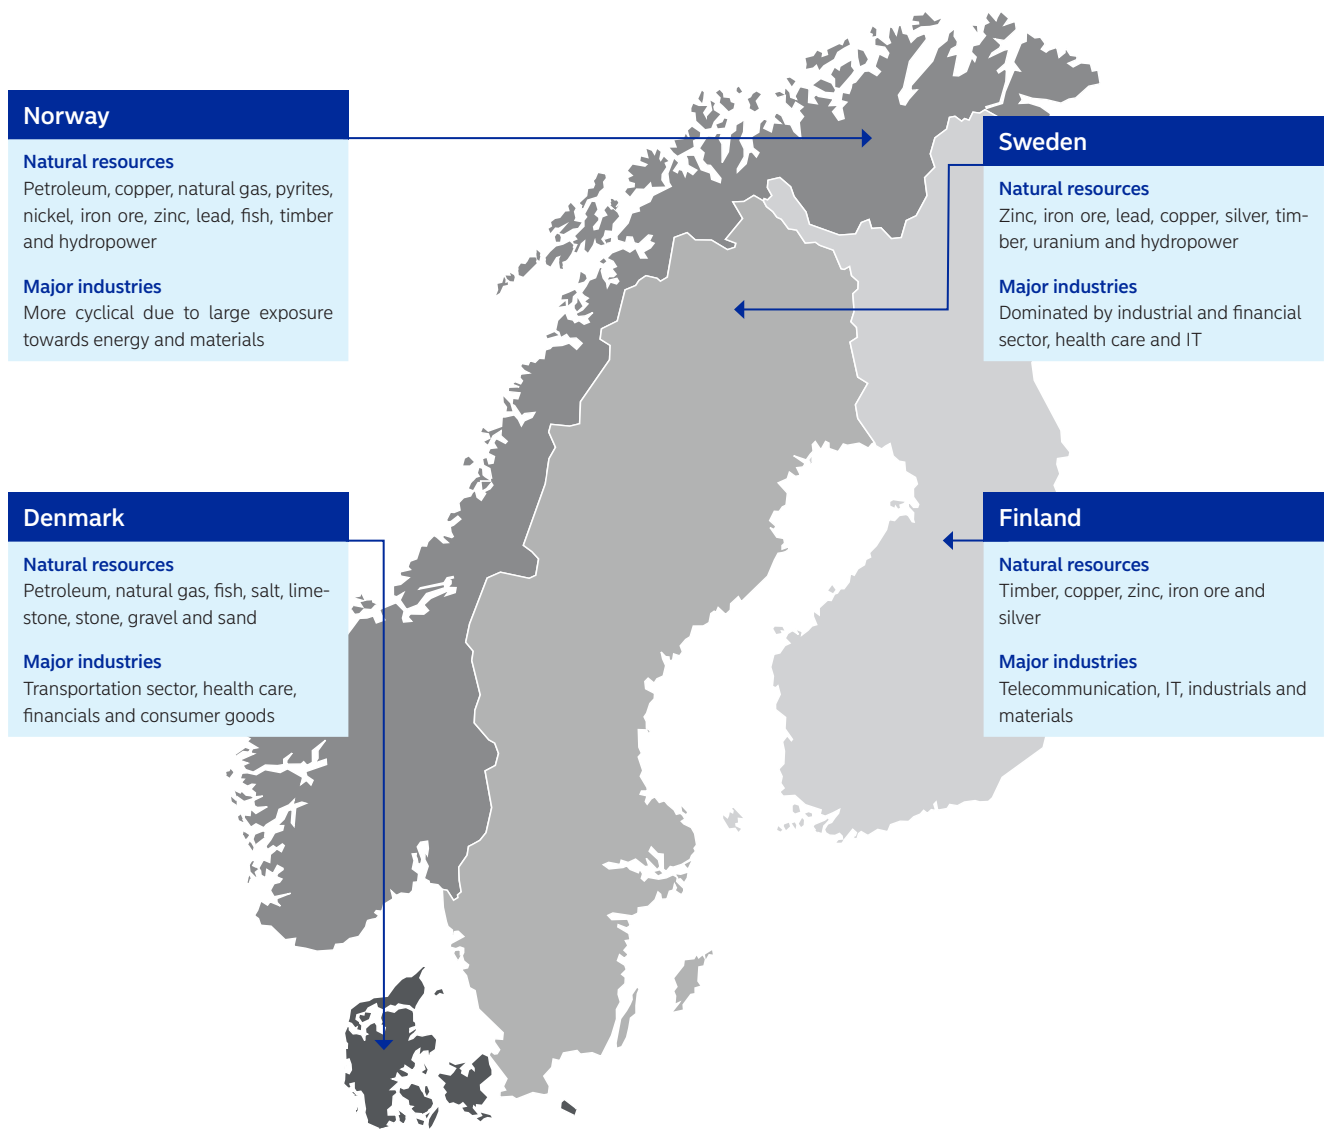 Norway
Natural resources
Petroleum, copper, natural gas, pyrites,
nickel, iron ore, zinc, lead, fish, timber
and hydropower
Major industries
More cyclical due to large exposure
towards energy and materials
Sweden
Natural resources
Zinc, iron ore, lead, copper, silver, tim-
ber, uranium and hydropower
Major industries
Dominated by industrial and financial
sector, health care and IT
Denmark
Natural resources
Petroleum, natural gas, fish, salt, lime-
stone, stone, gravel and sand
Major industries
Transportation sector, health care,
financials and consumer goods
Finland
Natural resources
Timber, copper, zinc, iron ore and
silver
Major industries
Telecommunication, IT, industrials and
materials